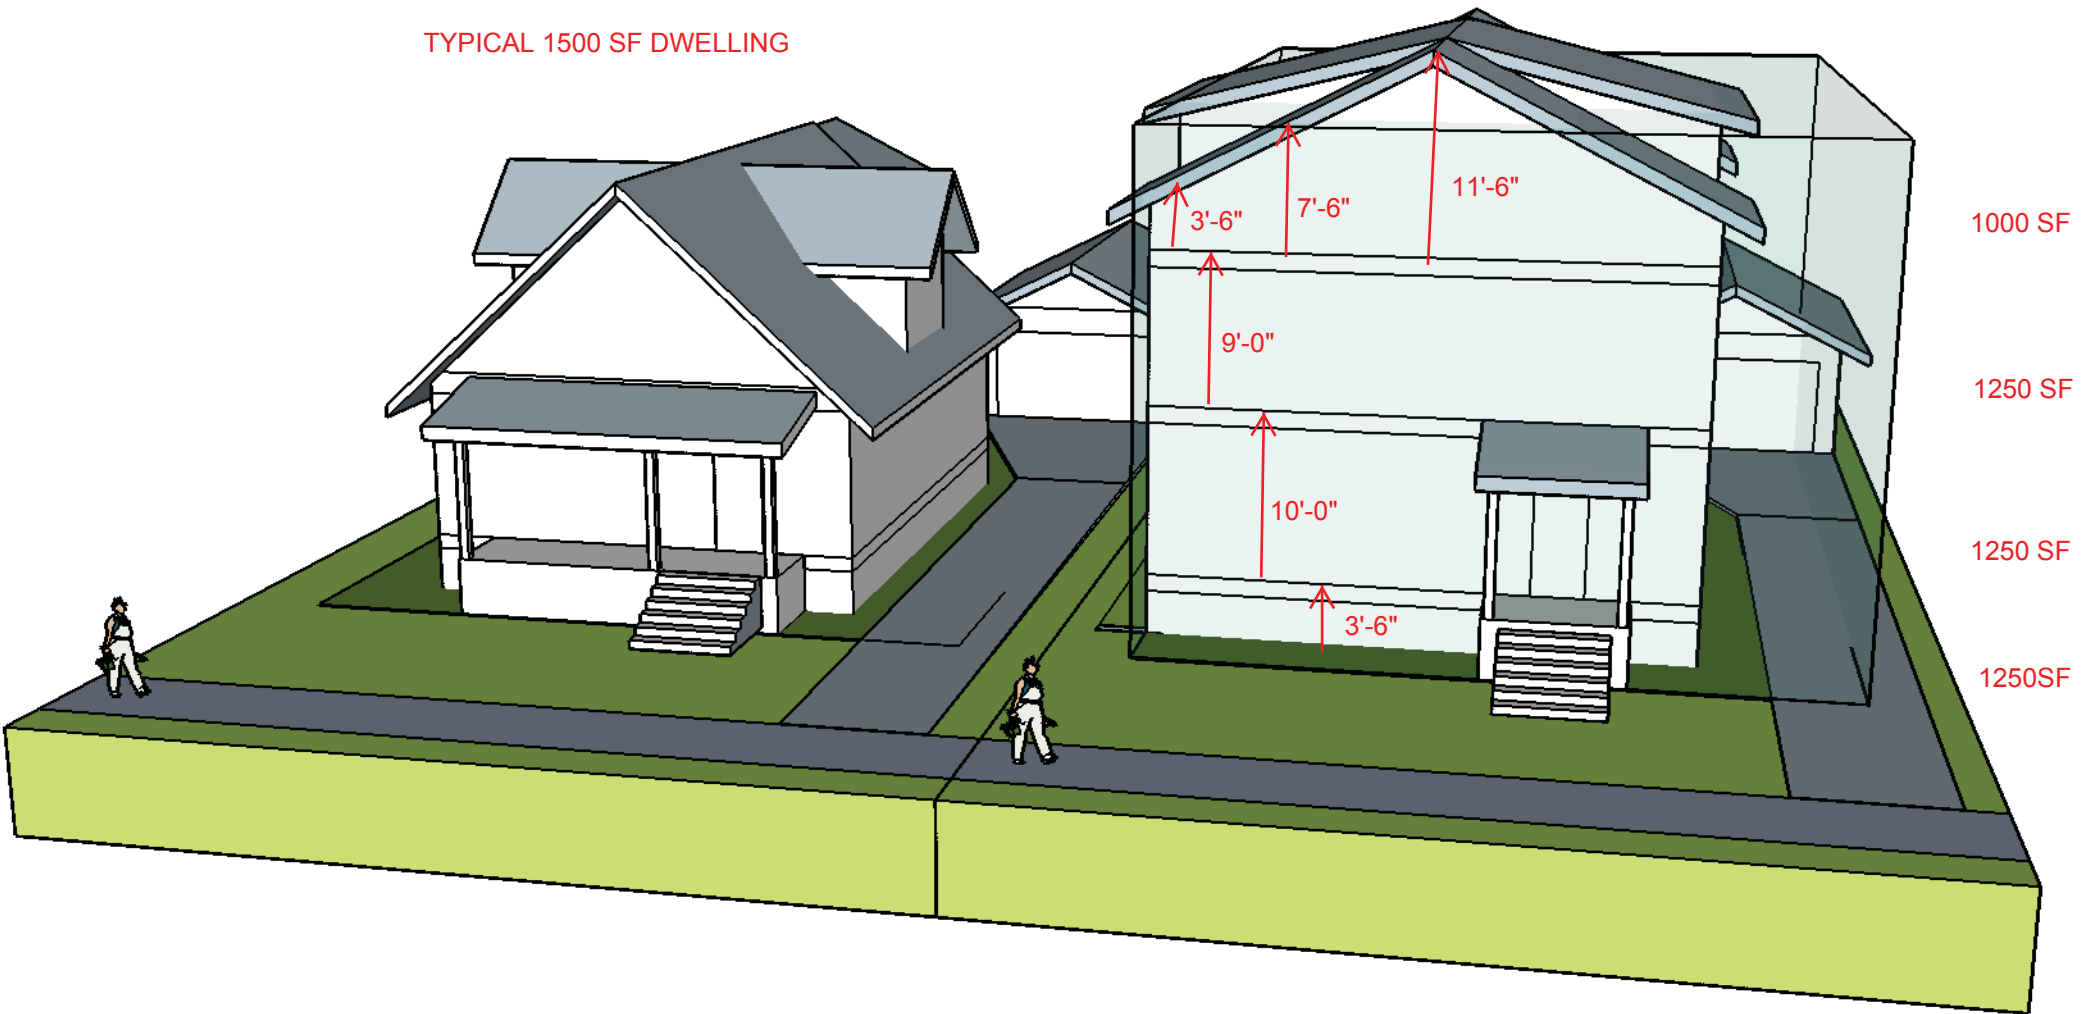 TYPICAL 1500 SF DWELLING
11'-6"
7'-6"
3'-6"
1000 SF
9'-0"
1250 SF
10'-0"
1250 SF
3'-6"
1250SF